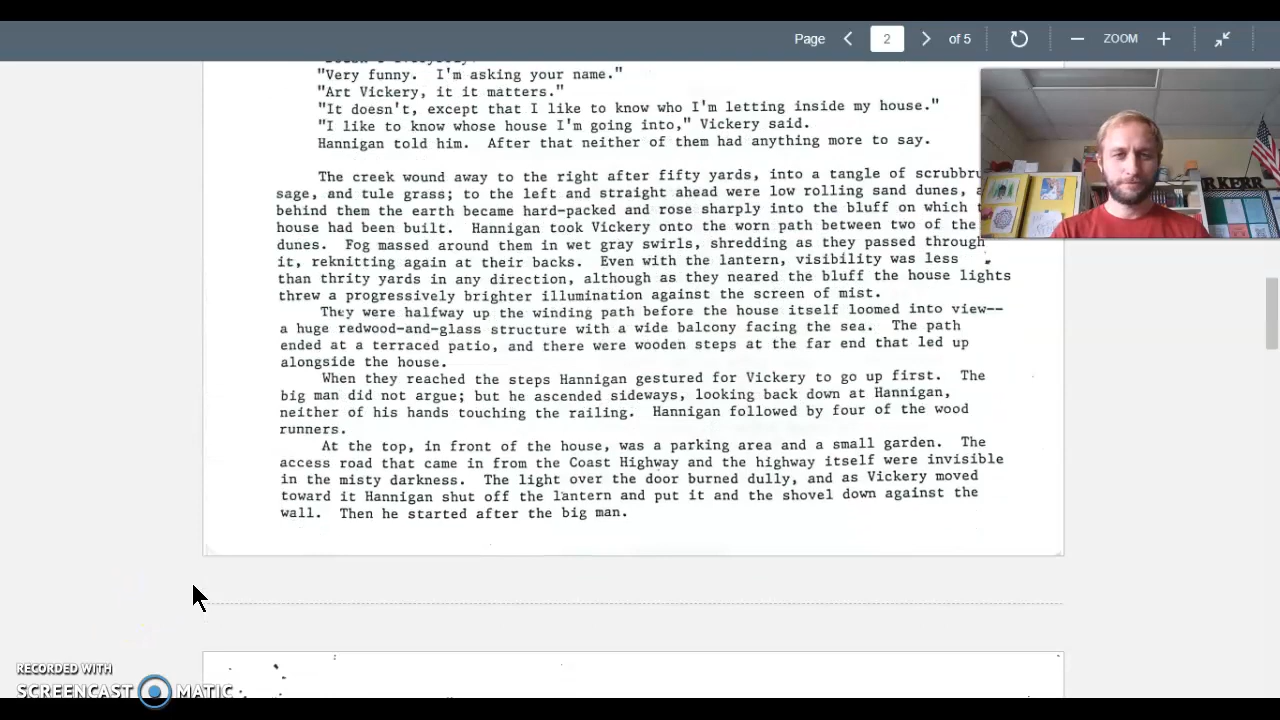 Page 2 of 5 ZOOM
"Very funny.  I'm asking your name."
"Art Vickery, it it matters."
"It doesn't, except that I like to know who I'm letting inside my house."
"I like to know whose house I'm going into," Vickery said.
Hannigan told him.  After that neither of them had anything more to say.
The creek wound away to the right after fifty yards, into a tangle of
sage, and tule grass; to the left and straight ahead were low rolling sand dunes,
behind them the earth became hard-packed and rose sharply into the bluff on which
house had been built.  Hannigan took Vickery onto the worn path between two of the
dunes.  Fog massed around them in wet gray swirls, shredding as they passed through
it, reknitting again at their backs.  Even with the lantern, visibility was less
than thrity yards in any direction, although as they neared the bluff the house lights
threw a progressively brighter illumination against the screen of mist.
They were halfway up the winding path before the house itself loomed into view--
a huge redwood-and-glass structure with a wide balcony facing the sea.  The path
ended at a terraced patio, and there were wooden steps at the far end that led up
alongside the house.
When they reached the steps Hannigan gestured for Vickery to go up first.  The
big man did not argue; but he ascended sideways, looking back down at Hannigan,
neither of his hands touching the railing.  Hannigan followed by four of the wood
runners.
At the top, in front of the house, was a parking area and a small garden.  The
access road that came in from the Coast Highway and the highway itself were invisible
in the misty darkness.  The light over the door burned dully, and as Vickery moved
toward it Hannigan shut off the lantern and put it and the shovel down against the
wall.  Then he started after the big man.
RECORDED WITH
SCREENCAST MATIC